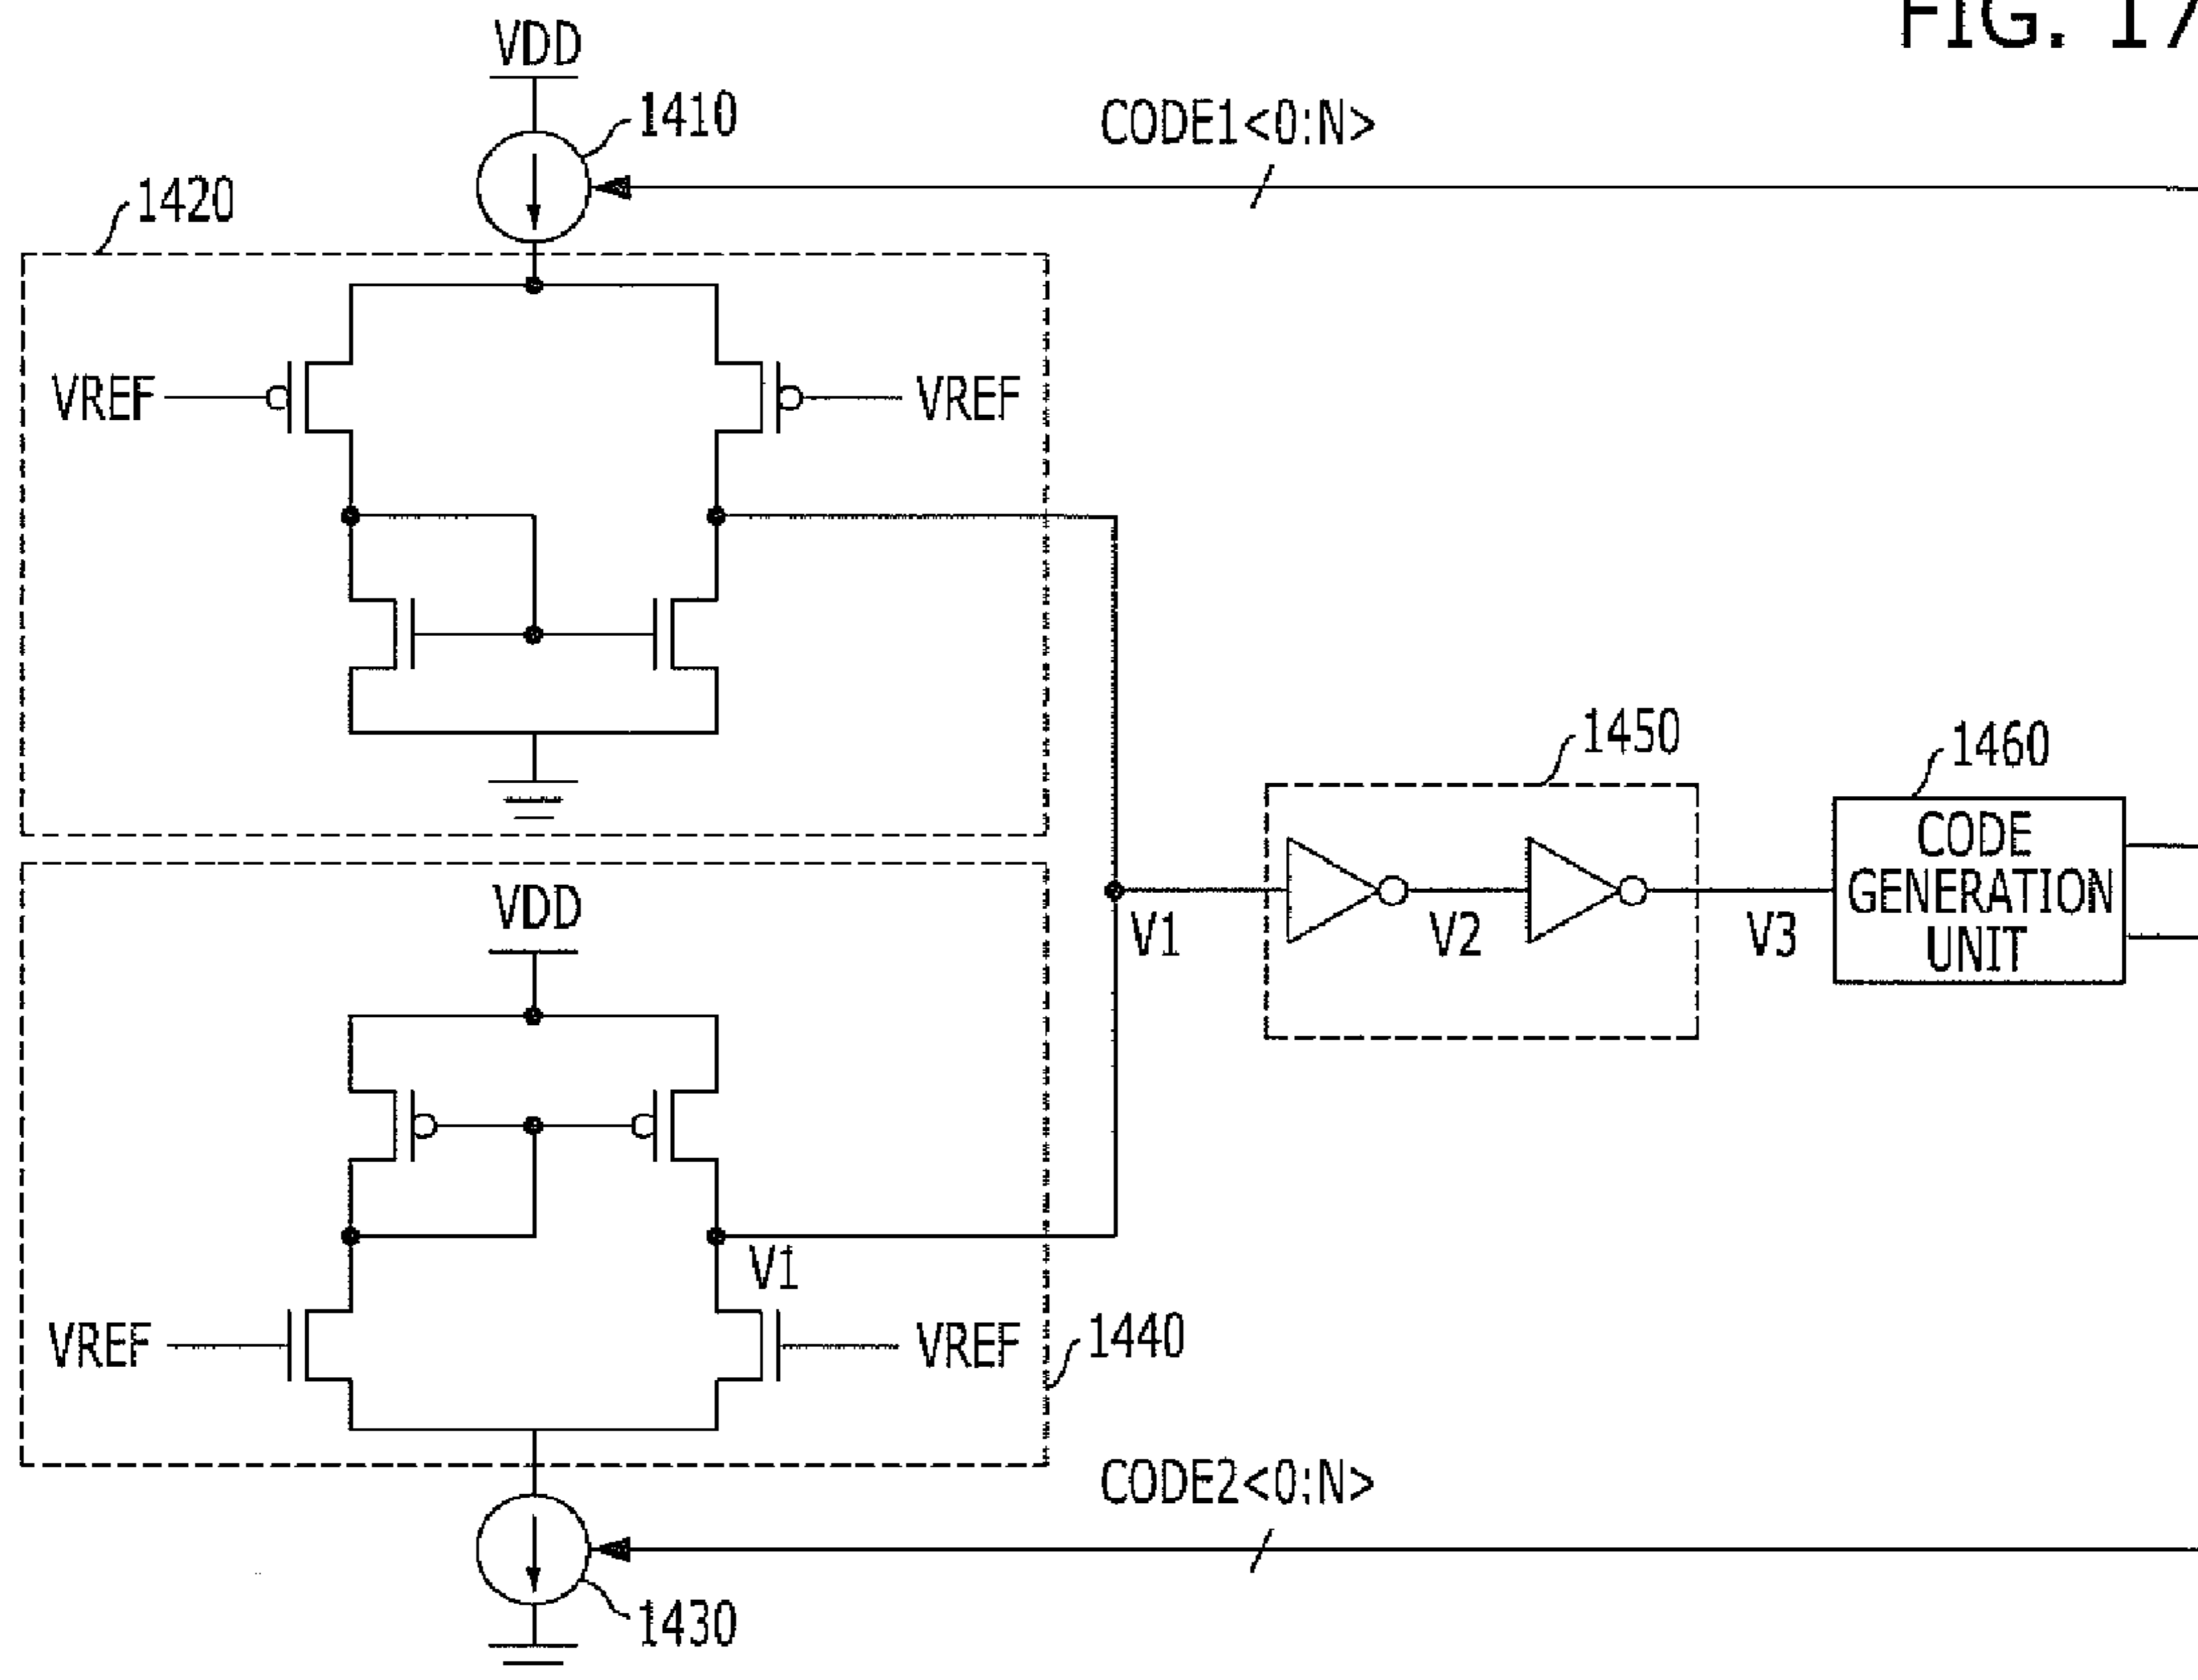 FIG. 17
VDD
1410
CODE1<0:N>
1420
VREF
VREF
1450
1460
CODE
GENERATION
UNIT
VDD
V1
V2
V3
V1
VREF
VREF
1440
CODE2<0:N>
1430